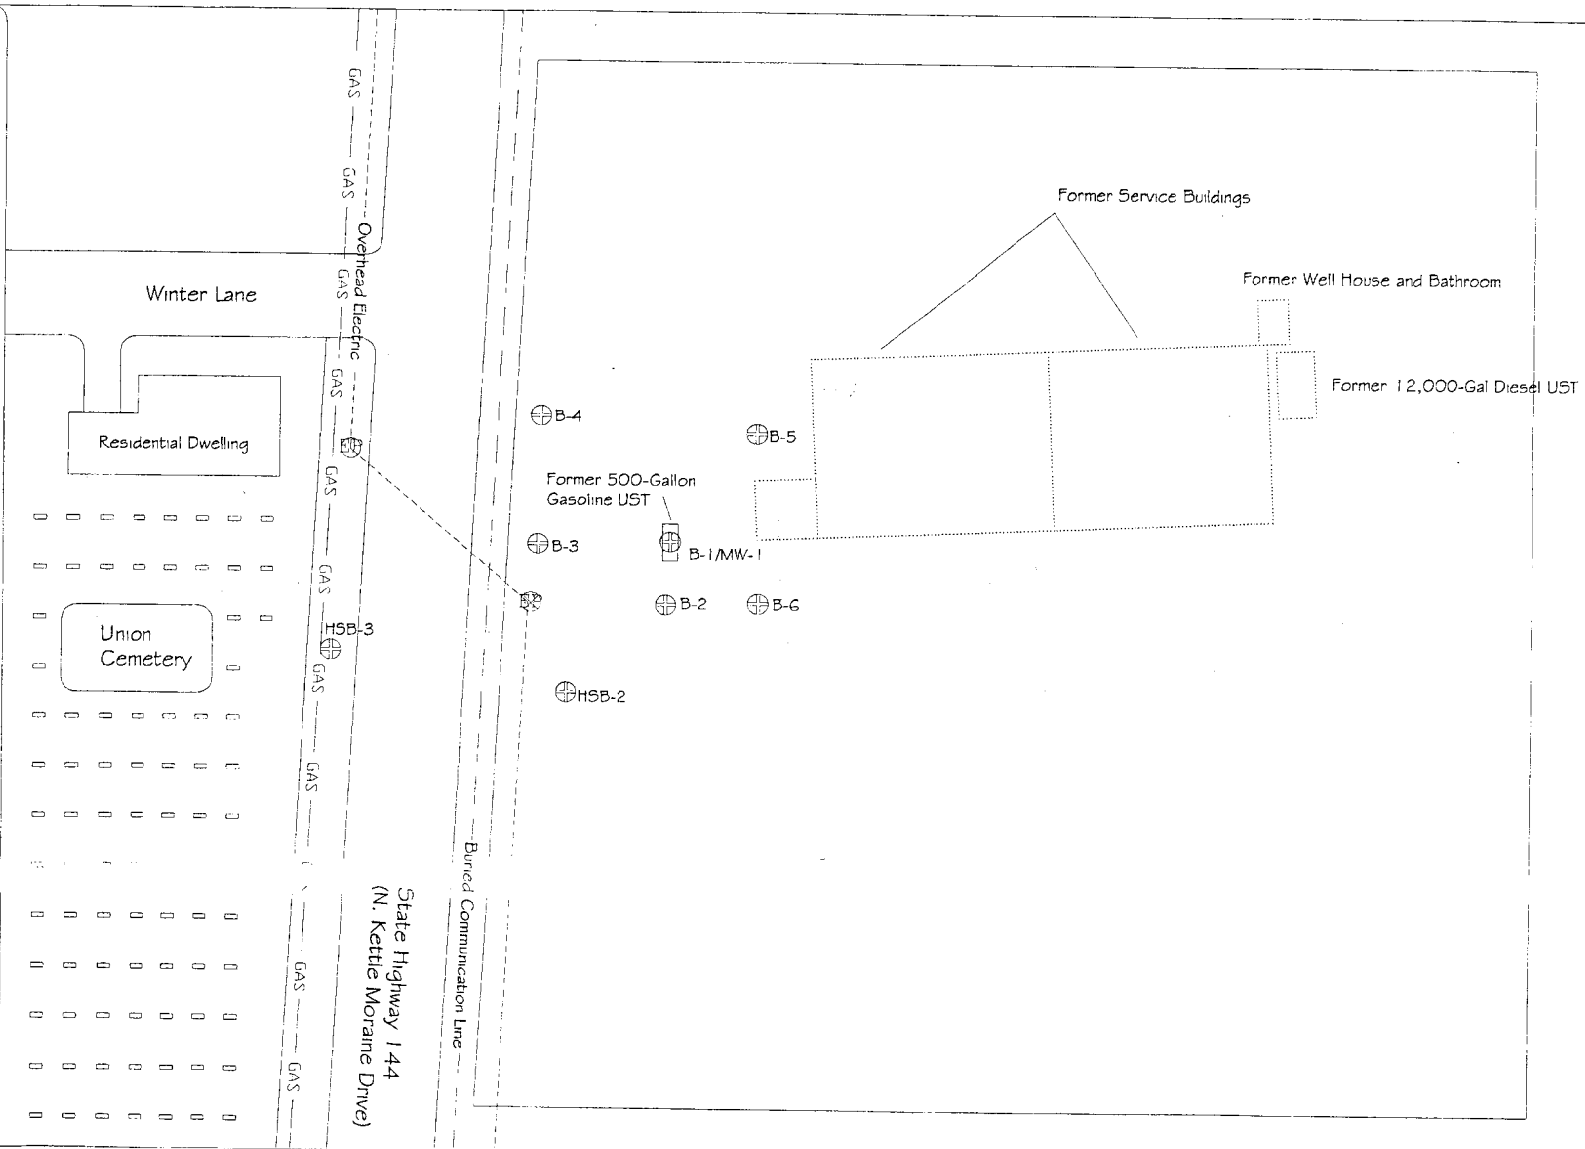 GAS
GAS
Overhead Electric
GAS
Former Service Buildings
Former Well House and Bathroom
Winter Lane
GAS
Former 12,000-Gal Diesel UST
B-4
B-5
Residential Dwelling
GAS
Former 500-Gallon
Gasoline UST
B-3
B-1/MW-1
GAS
B-2
B-6
HSB-3
Union
Cemetery
GAS
HSB-2
GAS
Buried Communication Line
State Highway 144
(N. Kettle Moraine Drive)
GAS
GAS